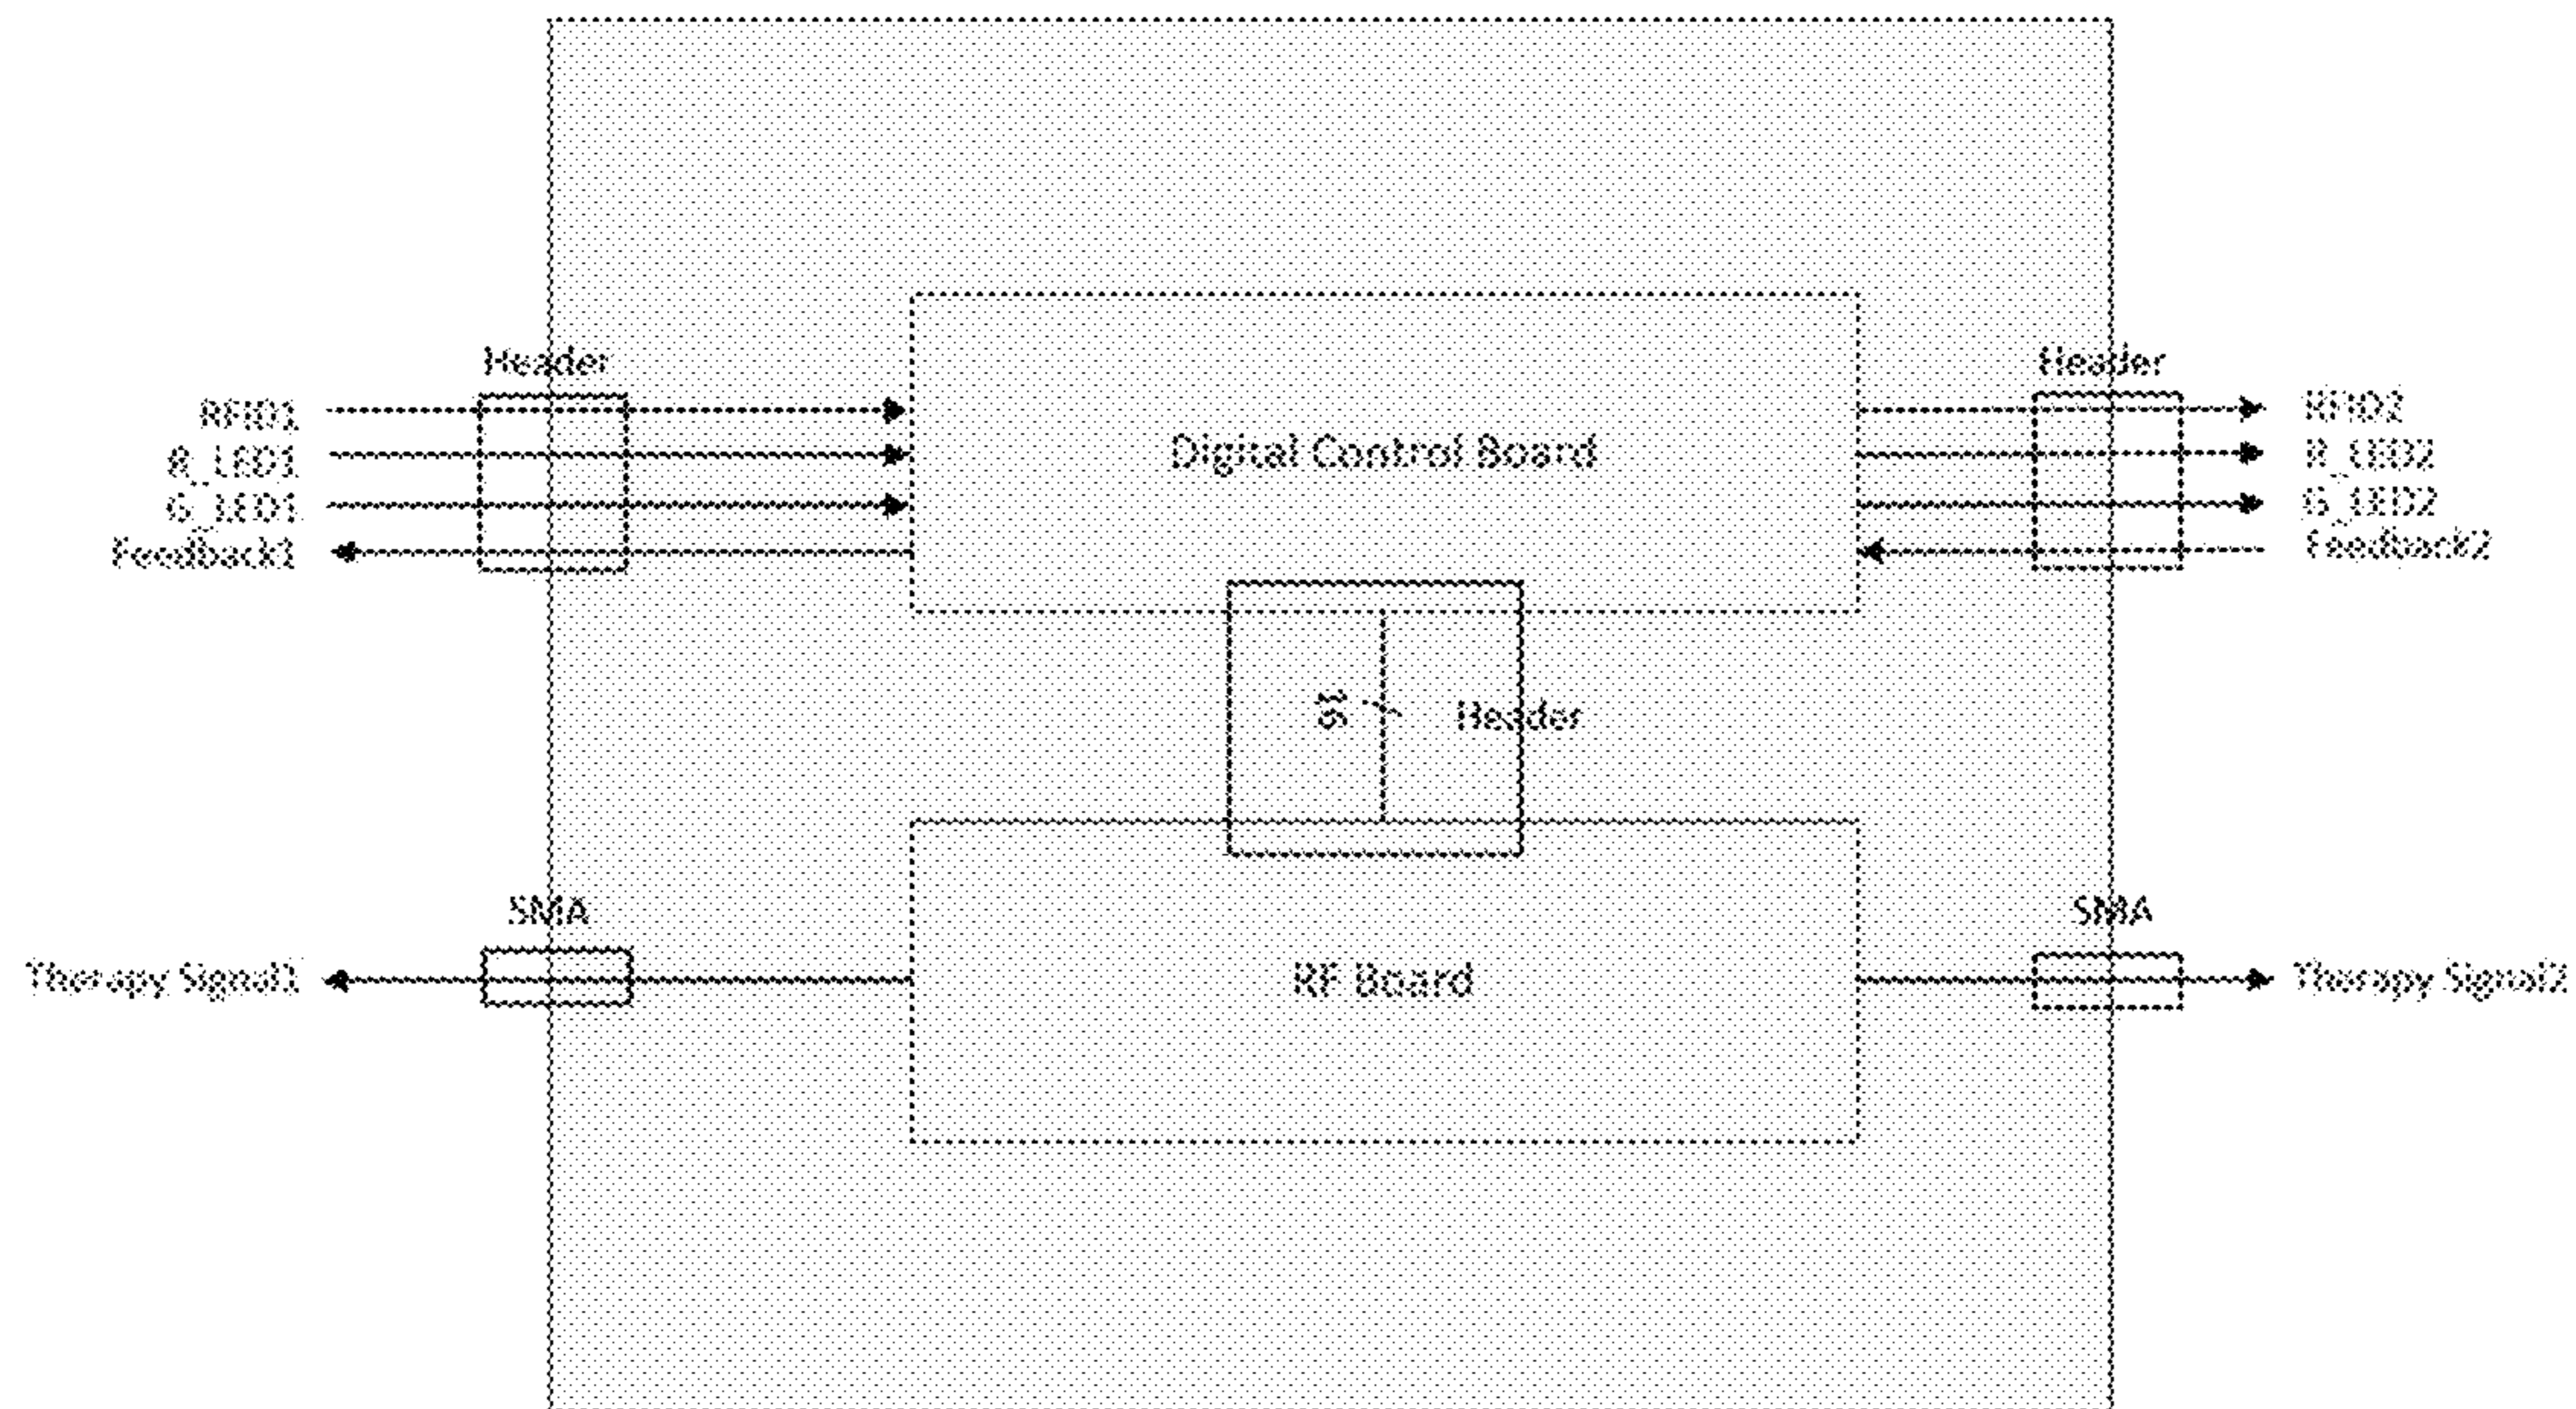 Header
Header
RFID1
RFID2
R_LED1
Digital Control Board
R_LED2
G_LED1
G_LED2
Feedback1
Feedback2
16
Header
SMA
SMA
Therapy Signal1
RF Board
Therapy Signal2